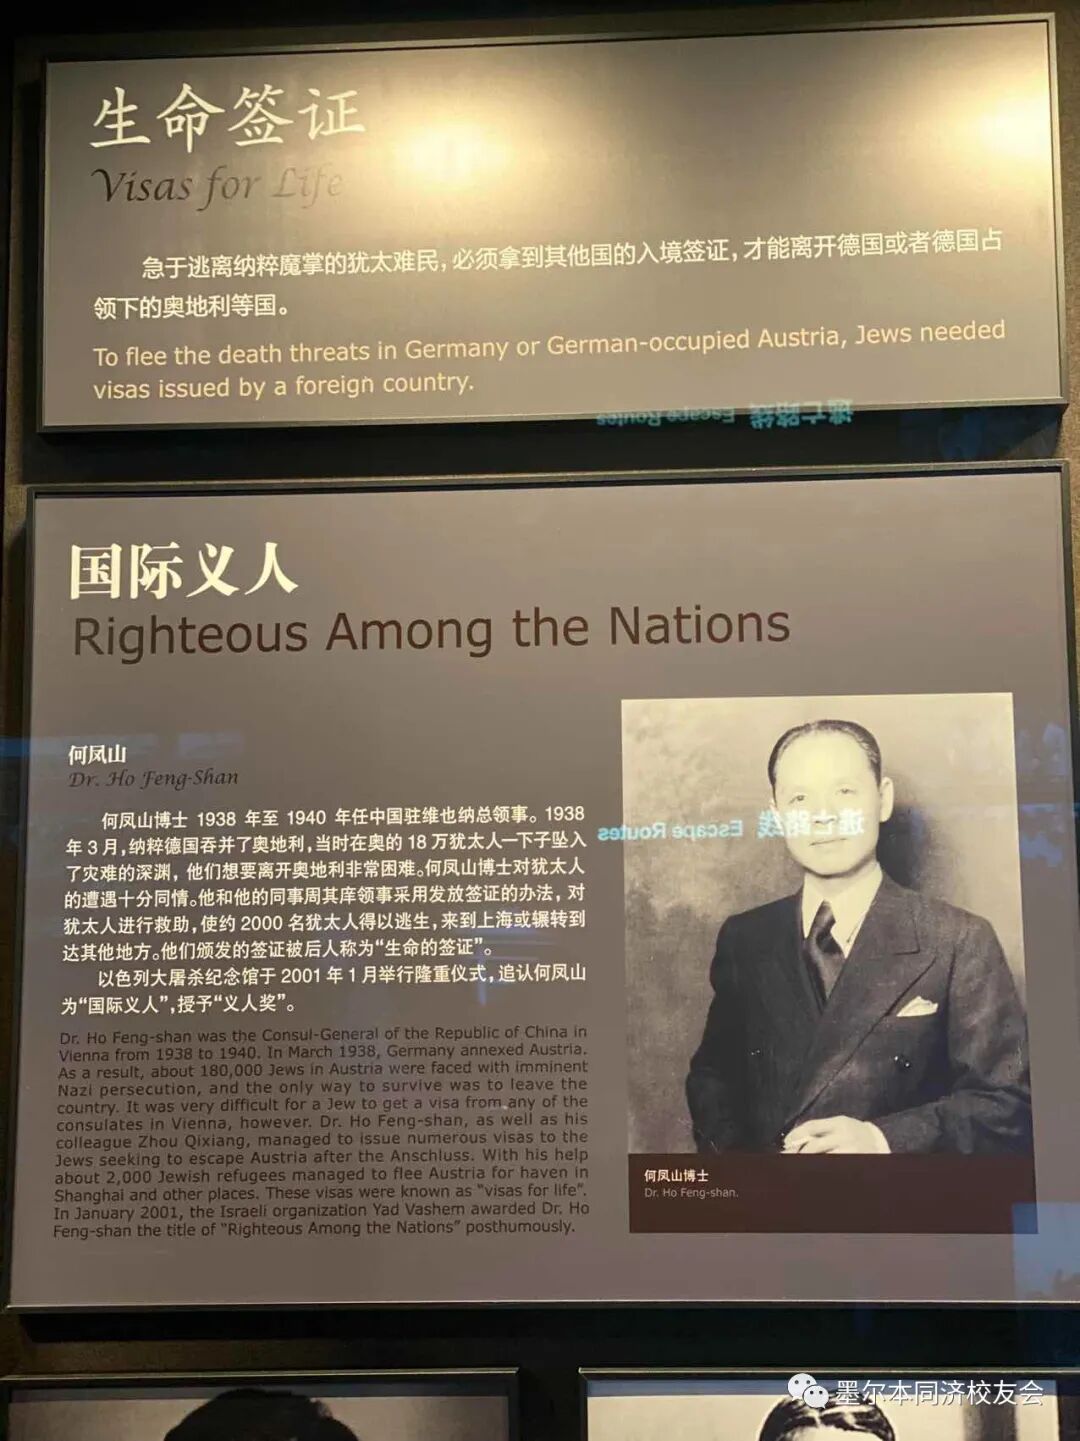 生命签证
Visas for Life
急于逃离纳粹魔掌的犹太难民，必须拿到其他国的入境签证，才能离开德国或者德国占
领下的奥地利等国。
To flee the death threats in Germany or German-occupied Austria, Jews needed
visas issued by a foreign country.
逃亡路线 Escape Routes
国际义人
Righteous Among the Nations
何凤山
Dr. Ho Feng-Shan
何凤山博士 1938 年至 1940 年任中国驻维也纳总领事。1938
年 3 月，纳粹德国吞并了奥地利，当时在奥的 18 万犹太人一下子坠入
了灾难的深渊，他们想要离开奥地利非常困难。何凤山博士对犹太人
的遭遇十分同情。他和他的同事周其庠领事采用发放签证的办法，对
犹太人进行救助，使约 2000 名犹太人得以逃生，来到上海或辗转到
达其他地方。他们颁发的签证被后人称为“生命的签证”。
以色列大屠杀纪念馆于 2001 年 1 月举行隆重仪式，追认何凤山
为“国际义人”，授予“义人奖”。
Dr. Ho Feng-shan was the Consul-General of the Republic of China in
Vienna from 1938 to 1940. In March 1938, Germany annexed Austria.
As a result, about 180,000 Jews in Austria were faced with imminent
Nazi persecution, and the only way to survive was to leave the
country. It was very difficult for a Jew to get a visa from any of the
consulates in Vienna, however. Dr. Ho Feng-shan, as well as his
colleague Zhou Qixiang, managed to issue numerous visas to the
Jews seeking to escape Austria after the Anschluss. With his help
about 2,000 Jewish refugees managed to flee Austria for haven in
Shanghai and other places. These visas were known as “visas for life”.
In January 2001, the Israeli organization Yad Vashem awarded Dr. Ho
Feng-shan the title of “Righteous Among the Nations” posthumously.
逃亡路线 Escape Routes
何凤山博士
Dr. Ho Feng-shan.
墨尔本同济校友会